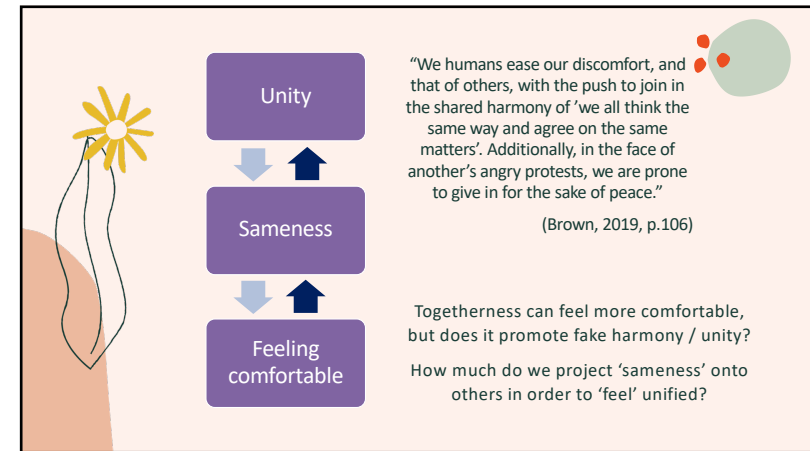 Unity
Sameness
Feeling
comfortable
“We humans ease our discomfort, and
that of others, with the push to join in
the shared harmony of ’we all think the
same way and agree on the same
matters’. Additionally, in the face of
another’s angry protests, we are prone
to give in for the sake of peace.”
(Brown, 2019, p.106)
Togetherness can feel more comfortable,
but does it promote fake harmony / unity?
How much do we project ‘sameness’ onto
others in order to ‘feel’ unified?